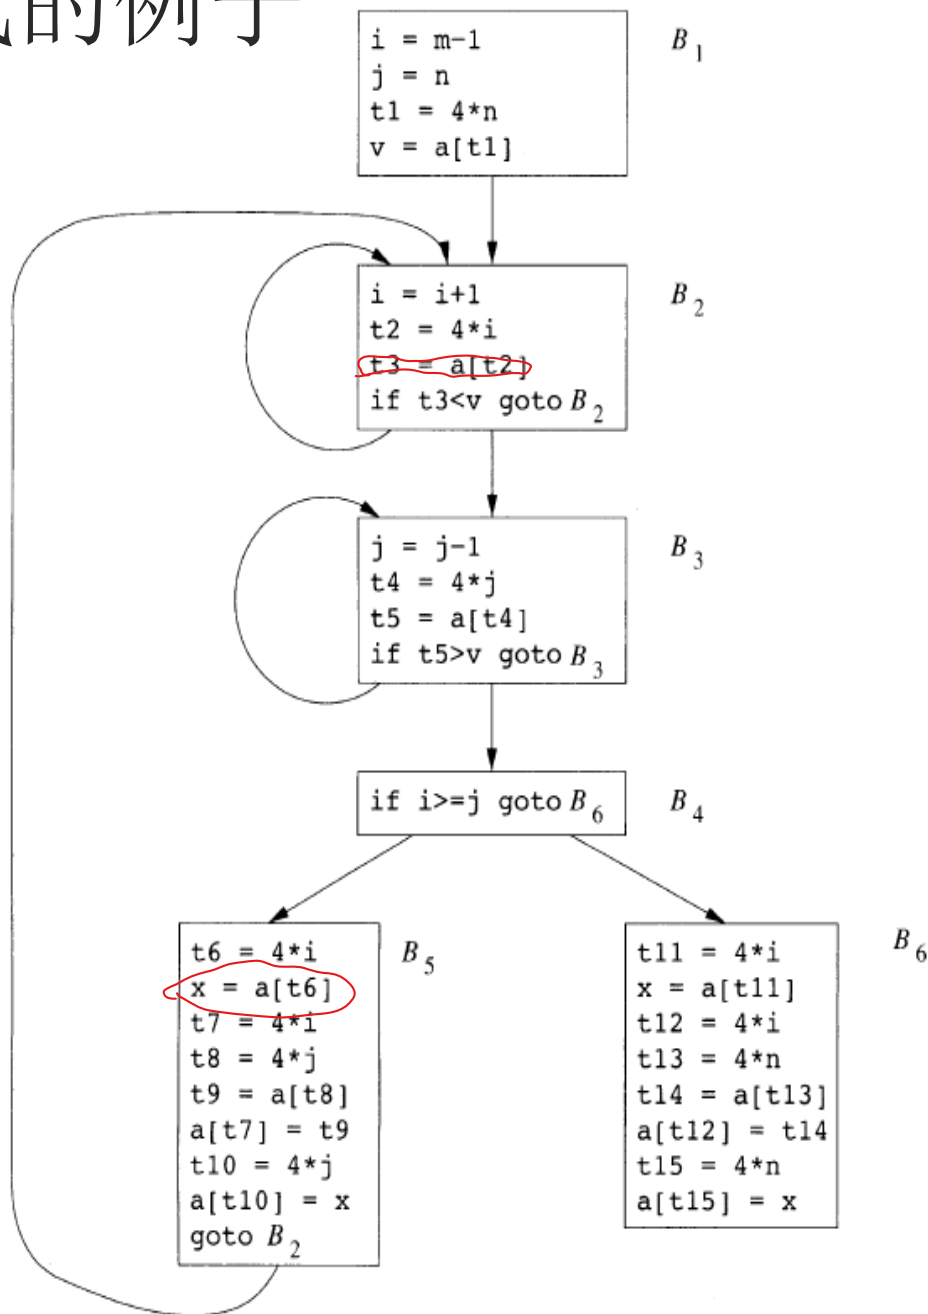 的例子
i = m-1
j = n
t1 = 4*n
v = a[t1]
B1
i = i+1
t2 = 4*i
t3 = a[t2]
if t3<v goto B2
B2
j = j-1
t4 = 4*j
t5 = a[t4]
if t5>v goto B3
B3
if i>=j goto B6
B4
t6 = 4*i
x = a[t6]
t7 = 4*i
t8 = 4*j
t9 = a[t8]
a[t7] = t9
t10 = 4*j
a[t10] = x
goto B2
B5
t11 = 4*i
x = a[t11]
t12 = 4*i
t13 = 4*n
t14 = a[t13]
a[t12] = t14
t15 = 4*n
a[t15] = x
B6